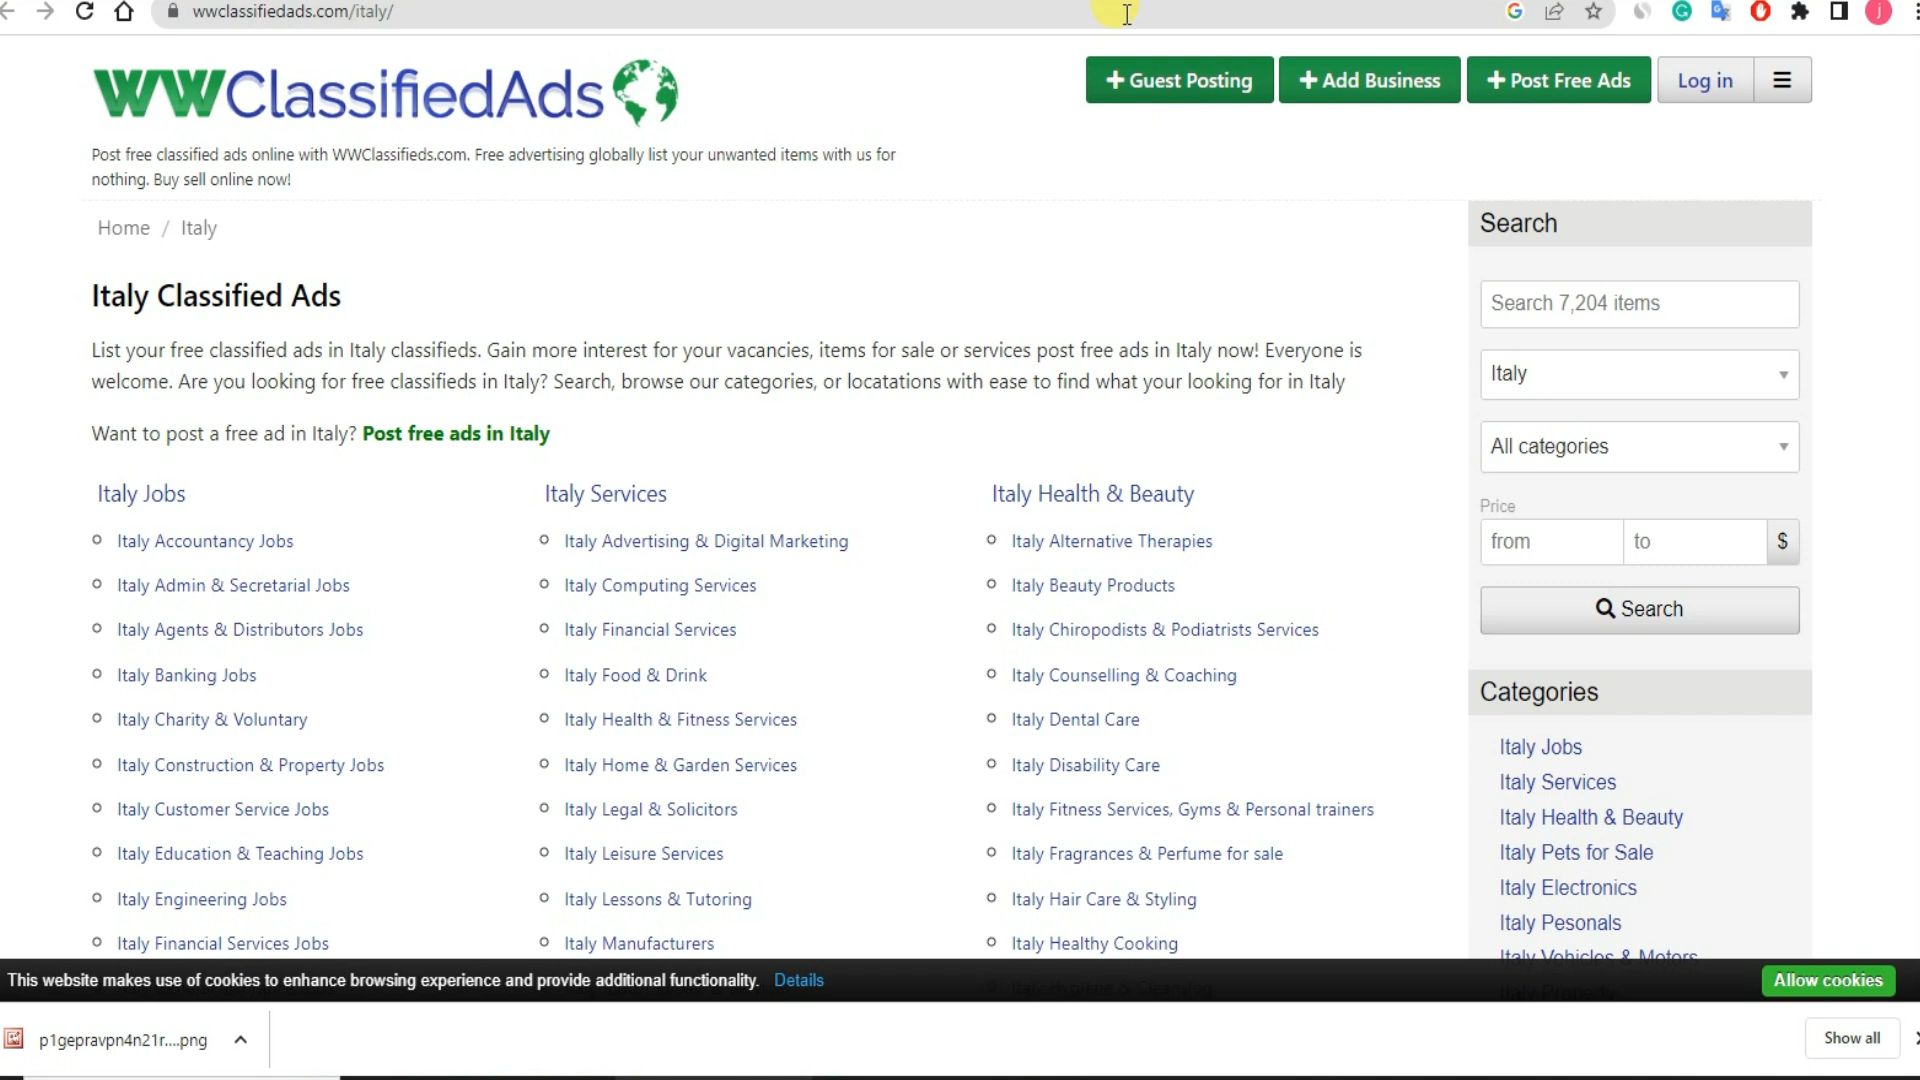 wwclassifiedads.com/italy/
j
WWClassifiedAds
+ Guest Posting
+ Add Business
+ Post Free Ads
Log in
Post free classified ads online with WWClassifieds.com. Free advertising globally list your unwanted items with us for
nothing. Buy sell online now!
Home / Italy
Italy Classified Ads
List your free classified ads in Italy classifieds. Gain more interest for your vacancies, items for sale or services post free ads in Italy now! Everyone is
welcome. Are you looking for free classifieds in Italy? Search, browse our categories, or locatations with ease to find what your looking for in Italy
Want to post a free ad in Italy? Post free ads in Italy
Italy Jobs
Italy Accountancy Jobs
Italy Admin & Secretarial Jobs
Italy Agents & Distributors Jobs
Italy Banking Jobs
Italy Charity & Voluntary
Italy Construction & Property Jobs
Italy Customer Service Jobs
Italy Education & Teaching Jobs
Italy Engineering Jobs
Italy Financial Services Jobs
Italy Services
Italy Advertising & Digital Marketing
Italy Computing Services
Italy Financial Services
Italy Food & Drink
Italy Health & Fitness Services
Italy Home & Garden Services
Italy Legal & Solicitors
Italy Leisure Services
Italy Lessons & Tutoring
Italy Manufacturers
Italy Health & Beauty
Italy Alternative Therapies
Italy Beauty Products
Italy Chiropodists & Podiatrists Services
Italy Counselling & Coaching
Italy Dental Care
Italy Disability Care
Italy Fitness Services, Gyms & Personal trainers
Italy Fragrances & Perfume for sale
Italy Hair Care & Styling
Italy Healthy Cooking
Search
Search 7,204 items
Italy
All categories
Price
from
to
$
Search
Categories
Italy Jobs
Italy Services
Italy Health & Beauty
Italy Pets for Sale
Italy Electronics
Italy Pesonals
Italy Vehicles & Motors
This website makes use of cookies to enhance browsing experience and provide additional functionality. Details
Allow cookies
p1gepravpn4n21r....png
Show all